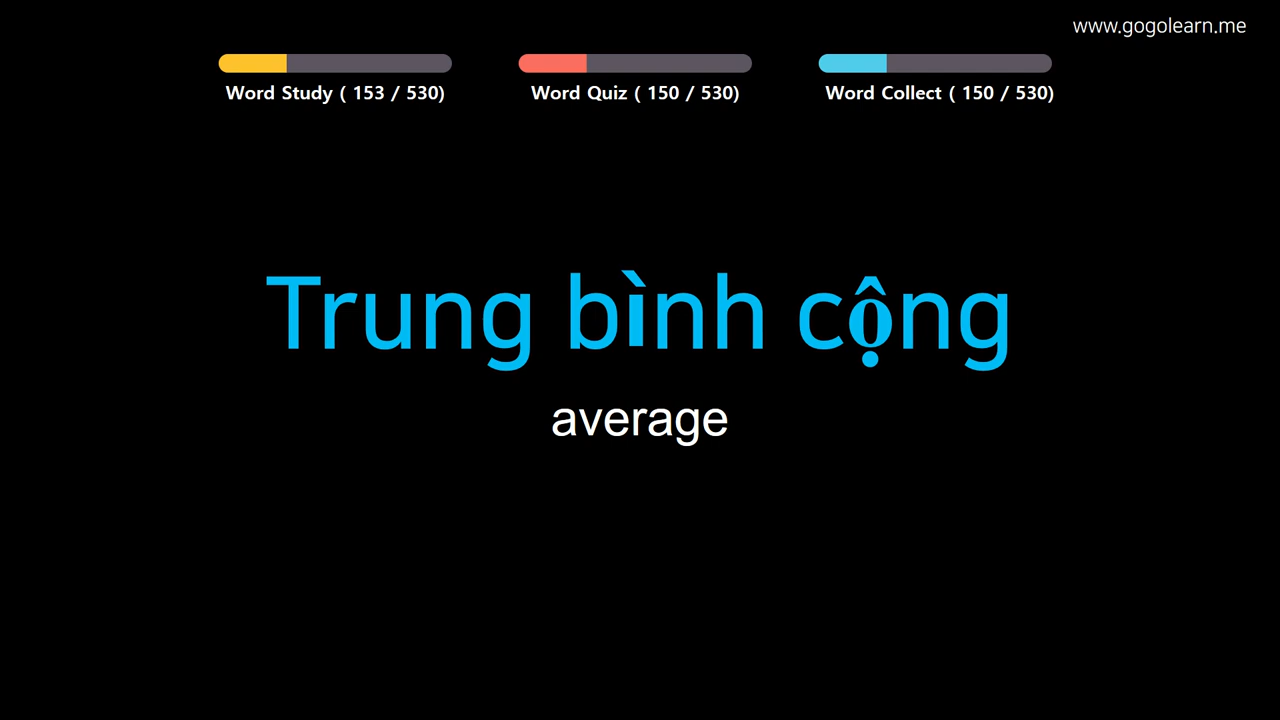 www.gogolearn.me
Word Study ( 153 / 530)
Word Quiz ( 150 / 530)
Word Collect ( 150 / 530)
Trung bình cộng
average